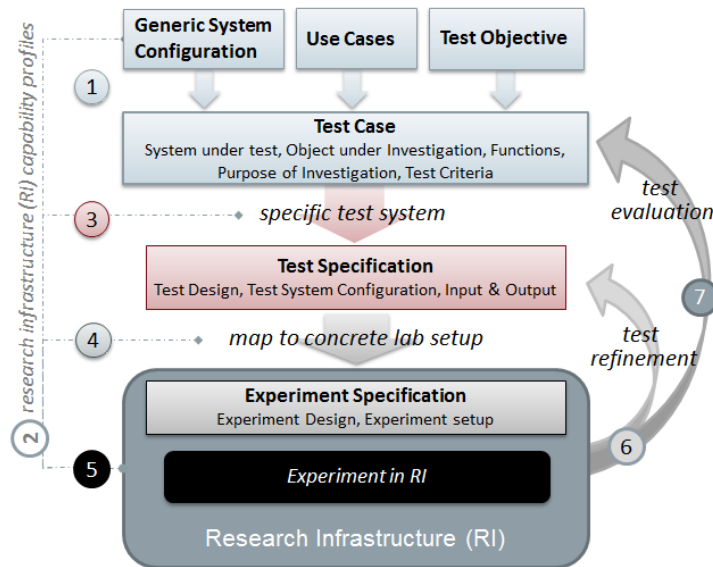 Generic System
Configuration
Use Cases
Test Objective
1
Test Case
System under test, Object under Investigation, Functions,
Purpose of Investigation, Test Criteria
3
specific test system
test
evaluation
Test Specification
Test Design, Test System Configuration, Input & Output
7
4
map to concrete lab setup
test
refinement
Experiment Specification
Experiment Design, Experiment setup
2
research infrastructure (RI) capability profiles
6
5
Experiment in RI
Research Infrastructure (RI)